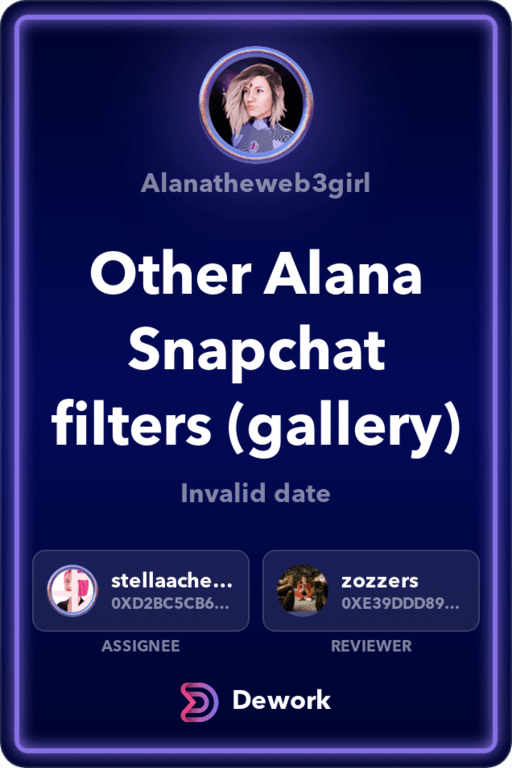 Alanatheweb3girl
Other Alana
Snapchat
filters (gallery)
Invalid date
stellaache...
0XD2BC5CB6...
zozzers
0XE39DDD89...
ASSIGNEE
REVIEWER
Dework